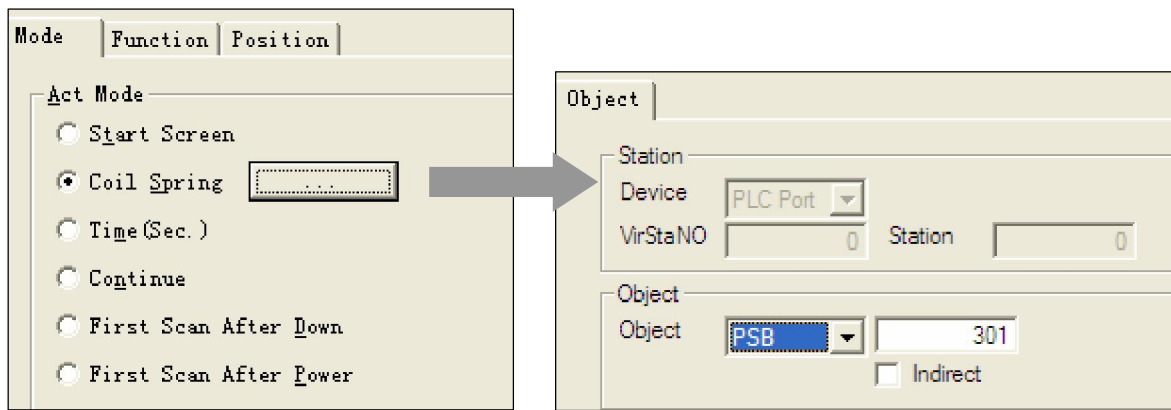 Mode Function Position
Act Mode
Start Screen
Coil Spring ...
Time(Sec.)
Continue
First Scan After Down
First Scan After Power
Object
Station
Device PLC Port
VirStaNO 0 Station 0
Object
Object PSB 301
Indirect